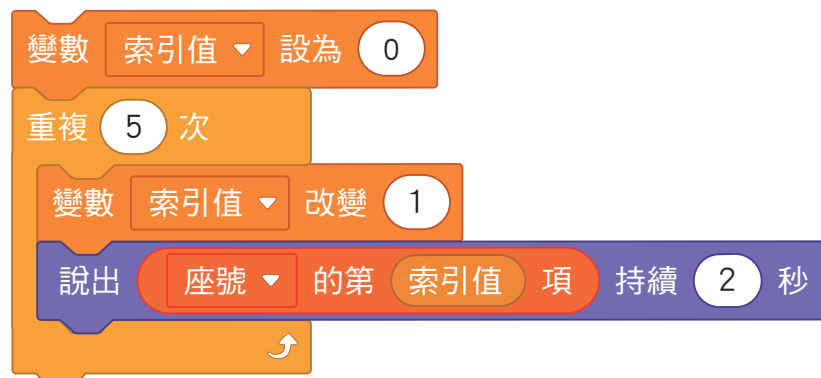 變數 索引值 設為 0
重複 5 次
變數 索引值 改變 1
說出 座號 的第 索引值 項 持續 2 秒